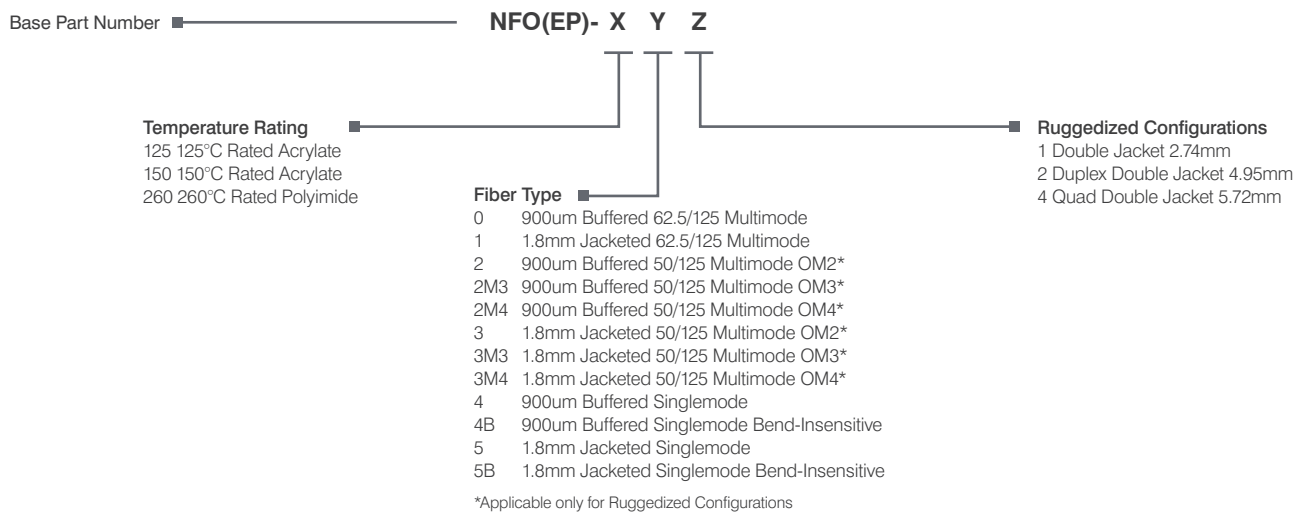 Base Part Number
NFO(EP)- X Y Z
Temperature Rating
125 125°C Rated Acrylate
150 150°C Rated Acrylate
260 260°C Rated Polyimide
Fiber Type
0 900um Buffered 62.5/125 Multimode
1 1.8mm Jacketed 62.5/125 Multimode
2 900um Buffered 50/125 Multimode OM2*
2M3 900um Buffered 50/125 Multimode OM3*
2M4 900um Buffered 50/125 Multimode OM4*
3 1.8mm Jacketed 50/125 Multimode OM2*
3M3 1.8mm Jacketed 50/125 Multimode OM3*
3M4 1.8mm Jacketed 50/125 Multimode OM4*
4 900um Buffered Singlemode
4B 900um Buffered Singlemode Bend-Insensitive
5 1.8mm Jacketed Singlemode
5B 1.8mm Jacketed Singlemode Bend-Insensitive
*Applicable only for Ruggedized Configurations
Ruggedized Configurations
1 Double Jacket 2.74mm
2 Duplex Double Jacket 4.95mm
4 Quad Double Jacket 5.72mm